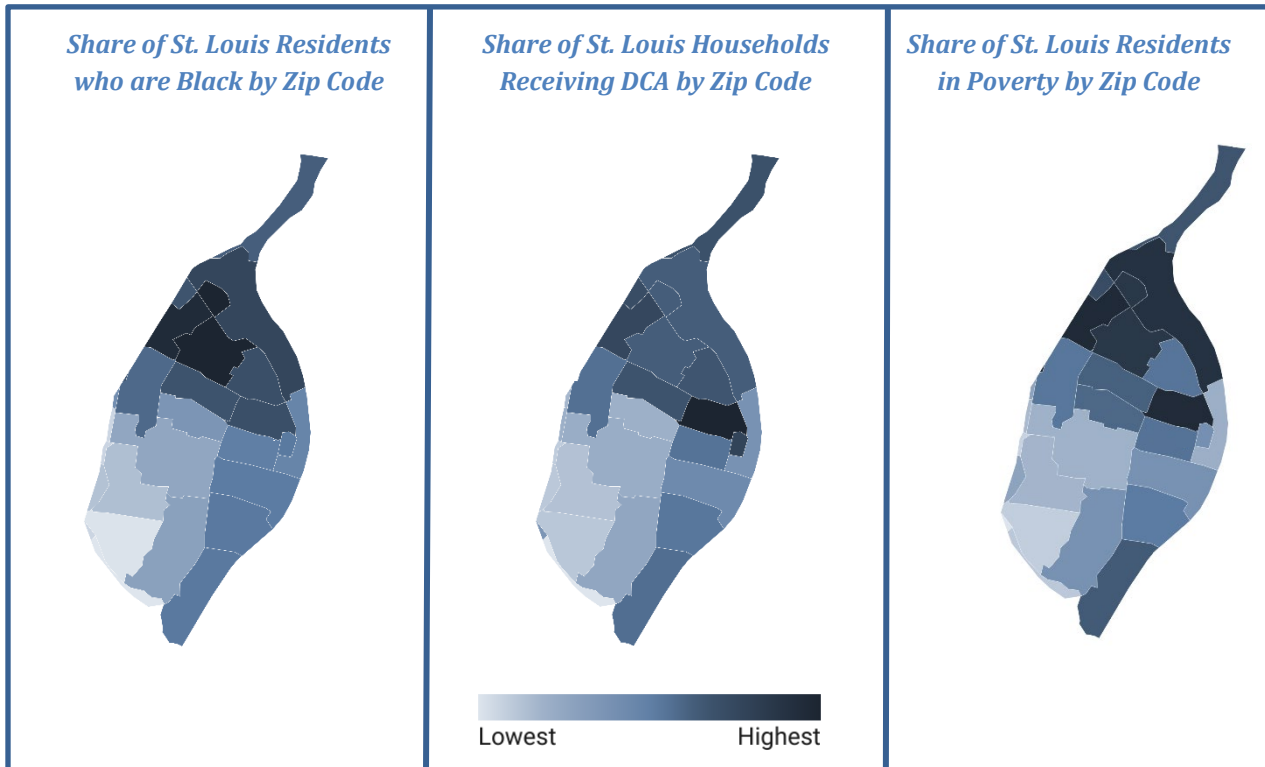 Share of St. Louis Residents
who are Black by Zip Code
Share of St. Louis Households
Receiving DCA by Zip Code
Share of St. Louis Residents
in Poverty by Zip Code
Lowest
Highest